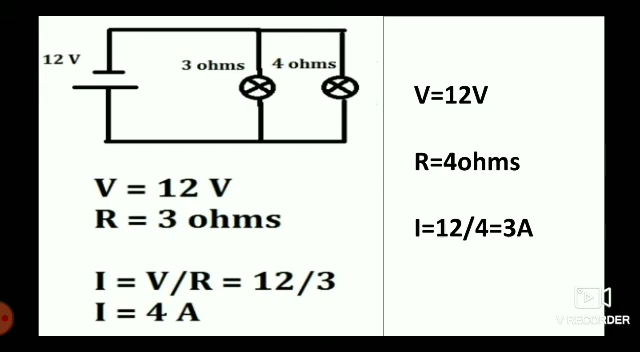 12 V
3 ohms
4 ohms
V = 12 V
R = 3 ohms
I = V/R = 12/3
I = 4 A
V=12V
R=4ohms
I=12/4=3A
V RECORDER